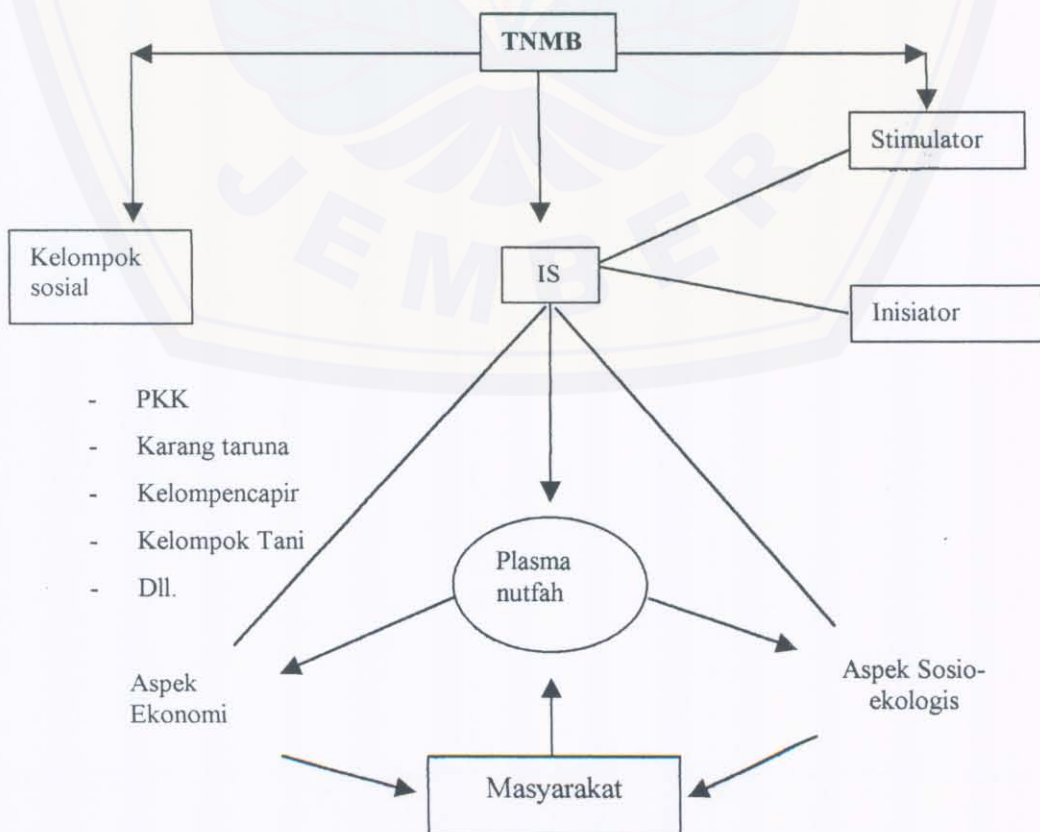 TNMB
Stimulator
Kelompok
sosial
IS
Inisiator
JEMBER
- PKK
- Karang taruna
- Kelompencapir
- Kelompok Tani
- Dll.
Plasma
nutfah
Aspek
Ekonomi
Aspek Sosio-
ekologis
Masyarakat